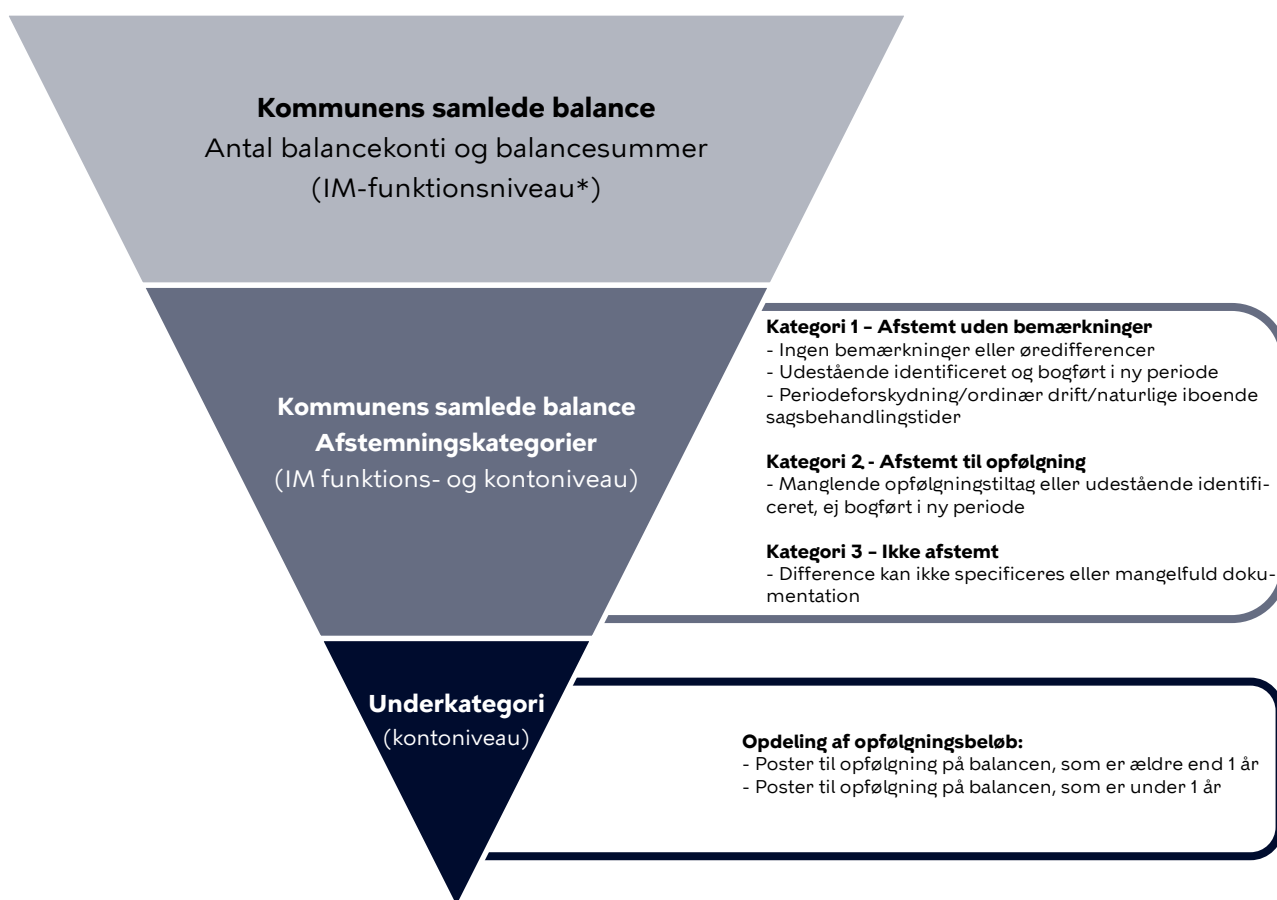 Kommunens samlede balance
Antal balancekonti og balancesummer
(IM-funktionsniveau*)
Kommunens samlede balance
Afstemningskategorier
(IM funktions- og kontoniveau)
Kategori 1 – Afstemt uden bemærkninger
- Ingen bemærkninger eller øredifferencer
- Udestående identificeret og bogført i ny periode
- Periodeforskydning/ordinær drift/naturlige iboende
sagsbehandlingstider
Kategori 2 - Afstemt til opfølgning
- Manglende opfølgningstiltag eller udestående identifi-
ceret, ej bogført i ny periode
Kategori 3 – Ikke afstemt
- Difference kan ikke specificeres eller mangelfuld doku-
mentation
Underkategori
(kontoniveau)
Opdeling af opfølgningsbeløb:
- Poster til opfølgning på balancen, som er ældre end 1 år
- Poster til opfølgning på balancen, som er under 1 år